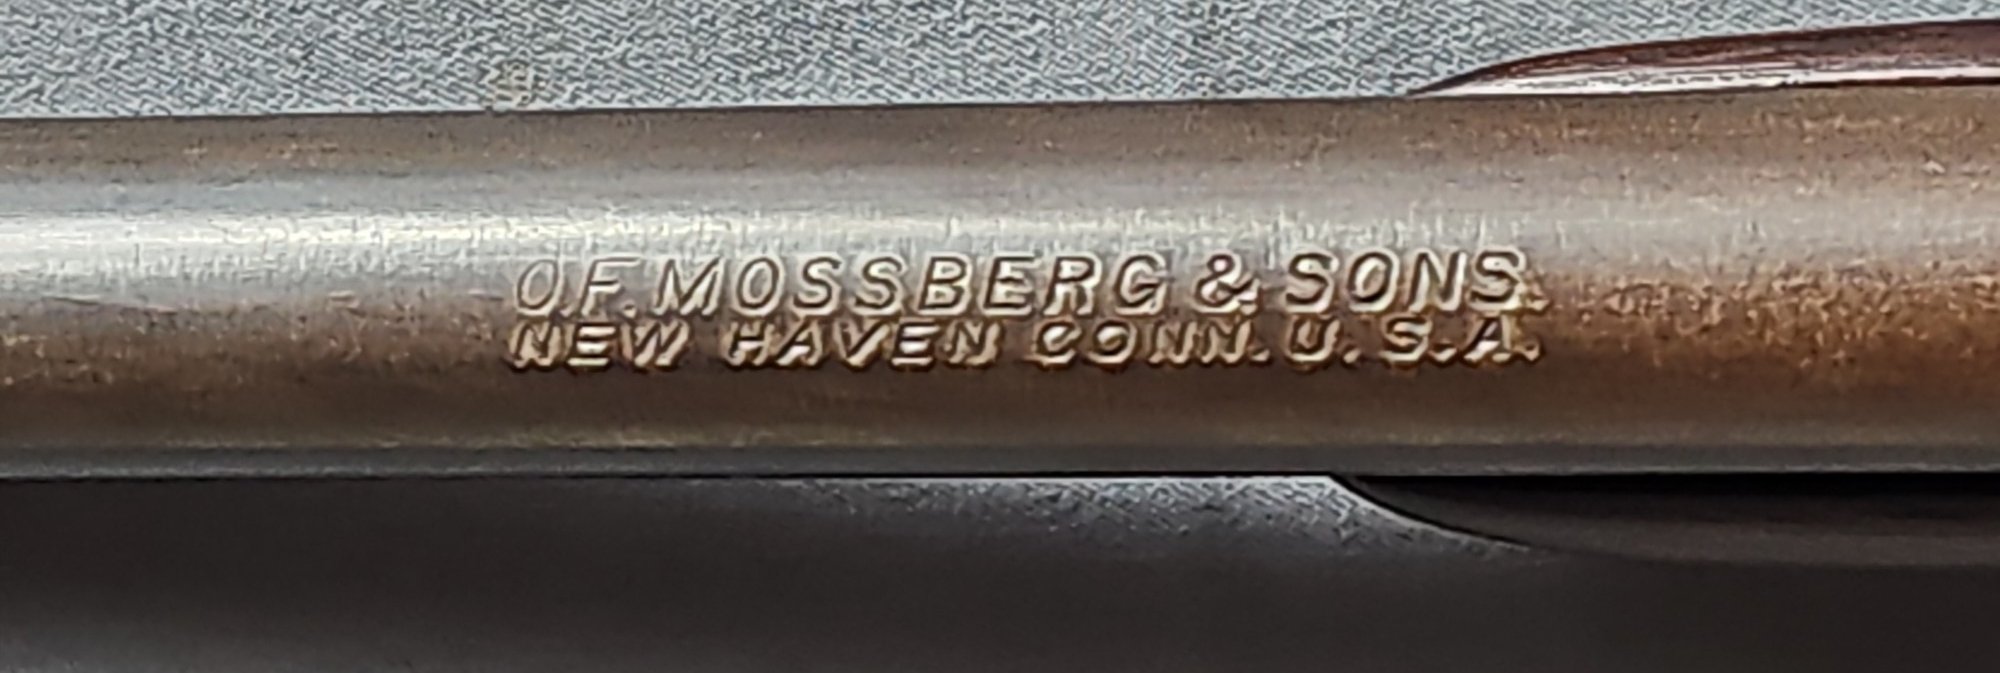 O.F. MOSSBERG & SONS.
NEW HAVEN CONN. U.S.A.